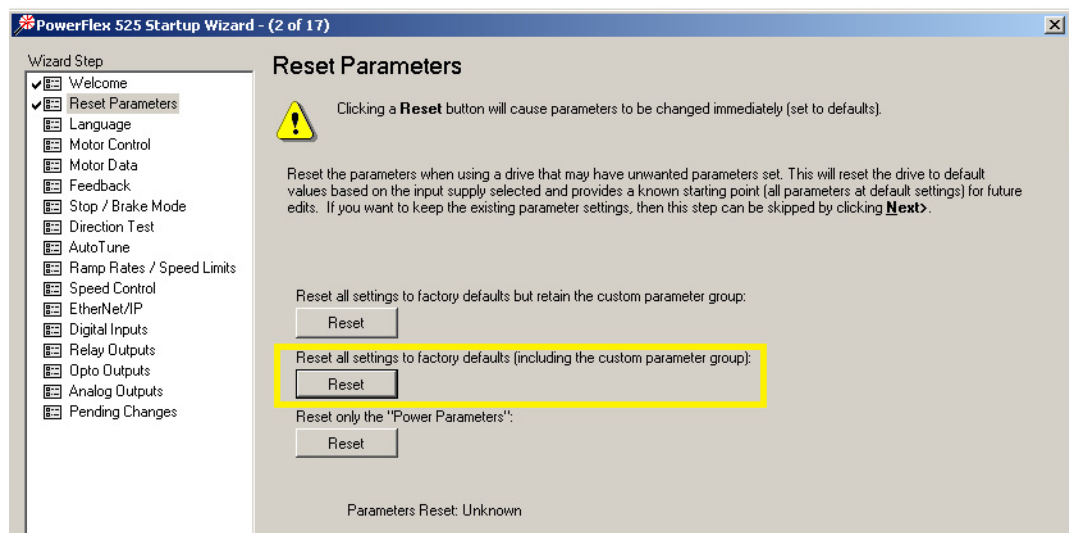 PowerFlex 525 Startup Wizard - (2 of 17)
Wizard Step
Welcome
Reset Parameters
Language
Motor Control
Motor Data
Feedback
Stop / Brake Mode
Direction Test
AutoTune
Ramp Rates / Speed Limits
Speed Control
EtherNet/IP
Digital Inputs
Relay Outputs
Opto Outputs
Analog Outputs
Pending Changes
Reset Parameters
Clicking a Reset button will cause parameters to be changed immediately (set to defaults).
Reset the parameters when using a drive that may have unwanted parameters set. This will reset the drive to default
values based on the input supply selected and provides a known starting point (all parameters at default settings) for future
edits. If you want to keep the existing parameter settings, then this step can be skipped by clicking Next>.
Reset all settings to factory defaults but retain the custom parameter group:
Reset
Reset all settings to factory defaults (including the custom parameter group):
Reset
Reset only the "Power Parameters":
Reset
Parameters Reset: Unknown